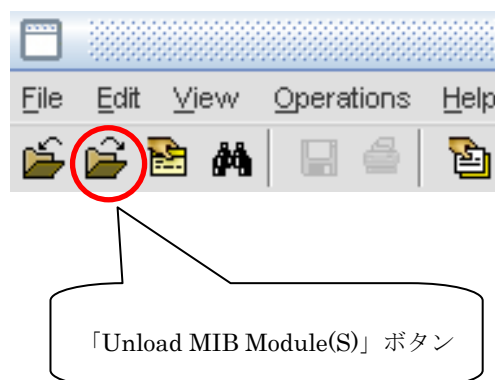 File Edit View Operations Help
「Unload MIB Module(S)」ボタン